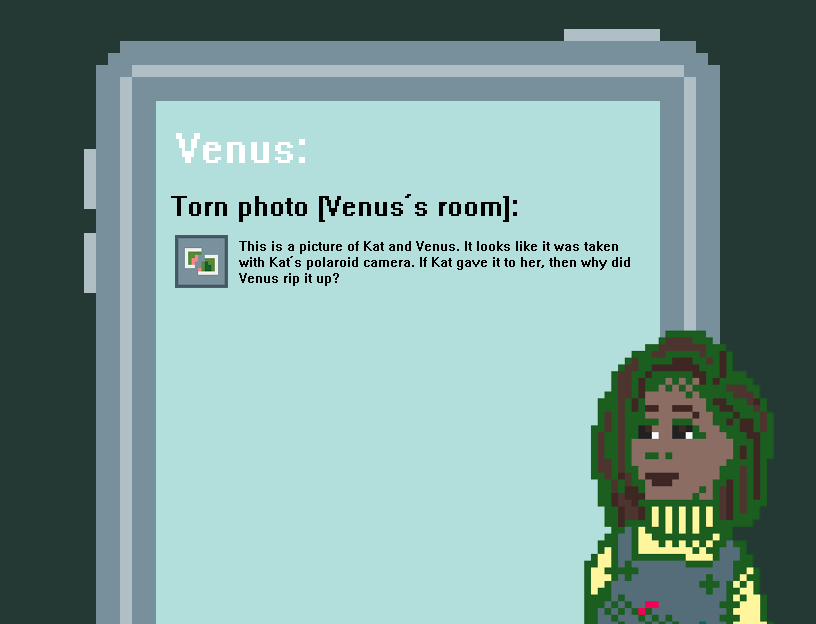 Venus:
Torn photo [Venus´s room]:
This is a picture of Kat and Venus. It looks like it was taken
with Kat´s polaroid camera. If Kat gave it to her, then why did
Venus rip it up?